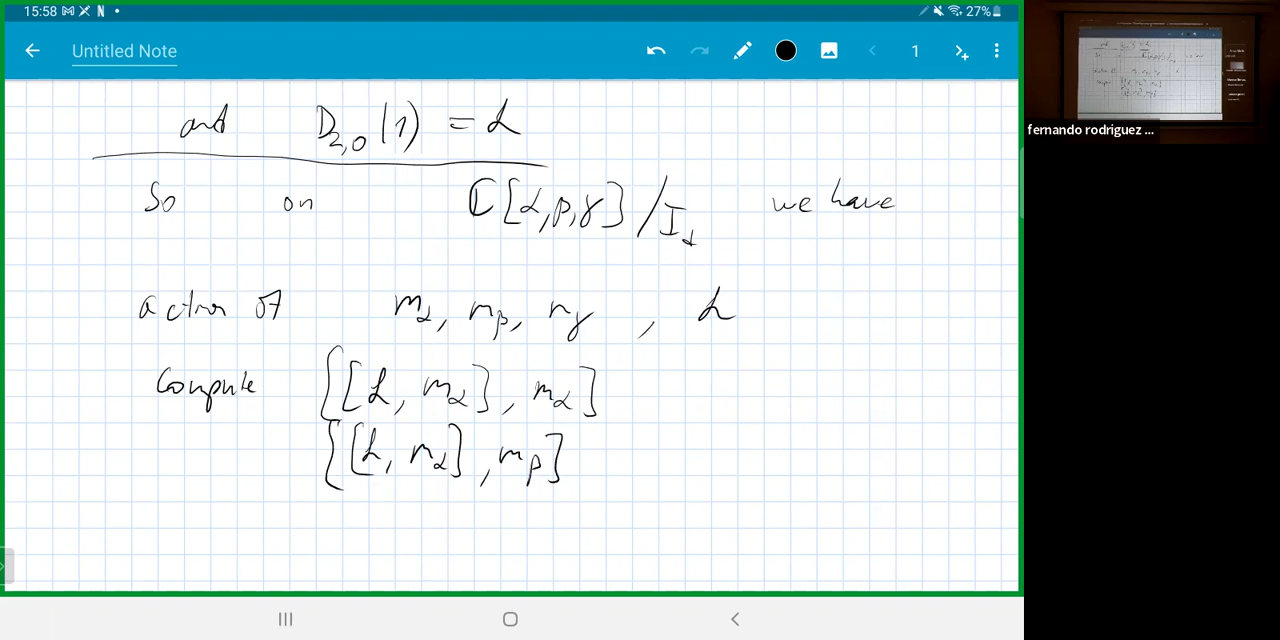 15:58 M N • 27%
Untitled Note
1
and D_{2,0}(1) = α
So on ℂ[α,β,γ]/I_d we have
action of m_α, m_β, m_γ, L
Compute [[L, m_α], m_α]
[[L, m_α], m_β]
fernando rodriguez ...